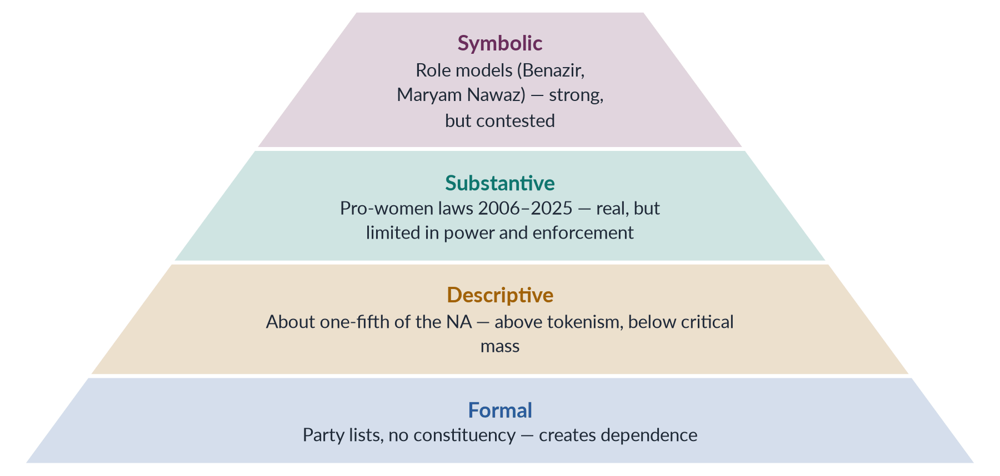 Symbolic
Role models (Benazir,
Maryam Nawaz) — strong,
but contested
Substantive
Pro-women laws 2006–2025 — real, but
limited in power and enforcement
Descriptive
About one-fifth of the NA — above tokenism, below critical
mass
Formal
Party lists, no constituency — creates dependence